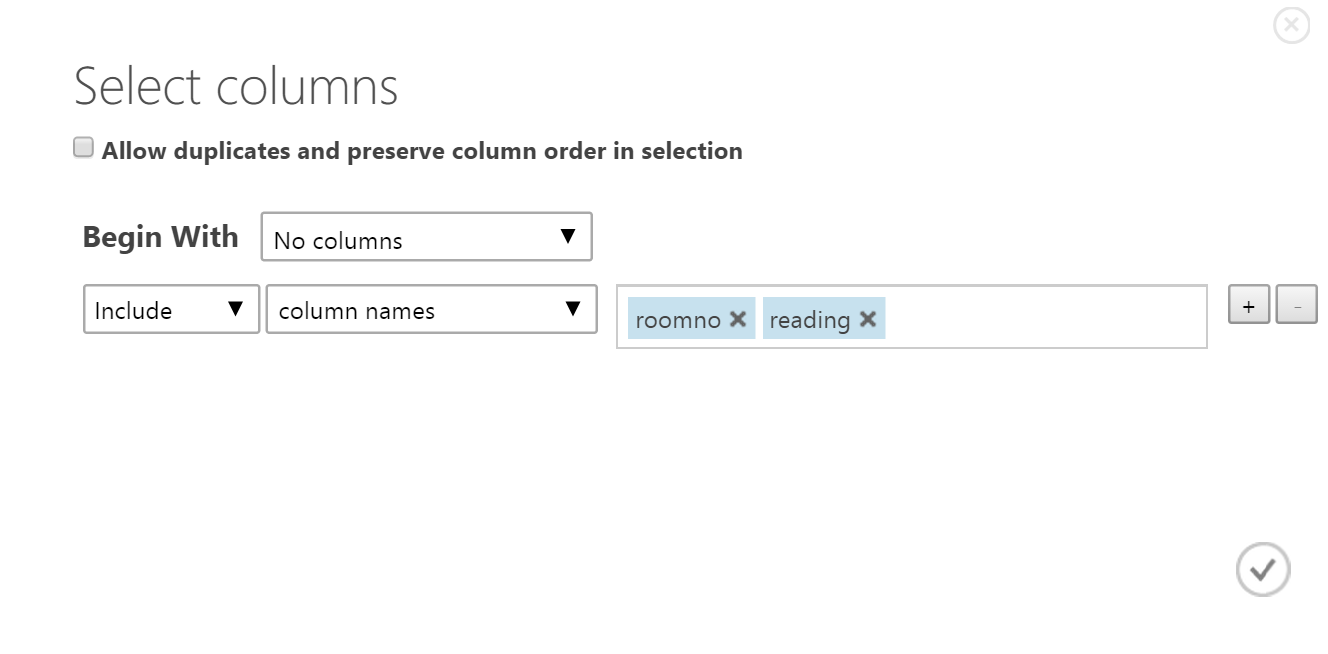 Select columns
Allow duplicates and preserve column order in selection
Begin With No columns
Include column names roomno reading + -